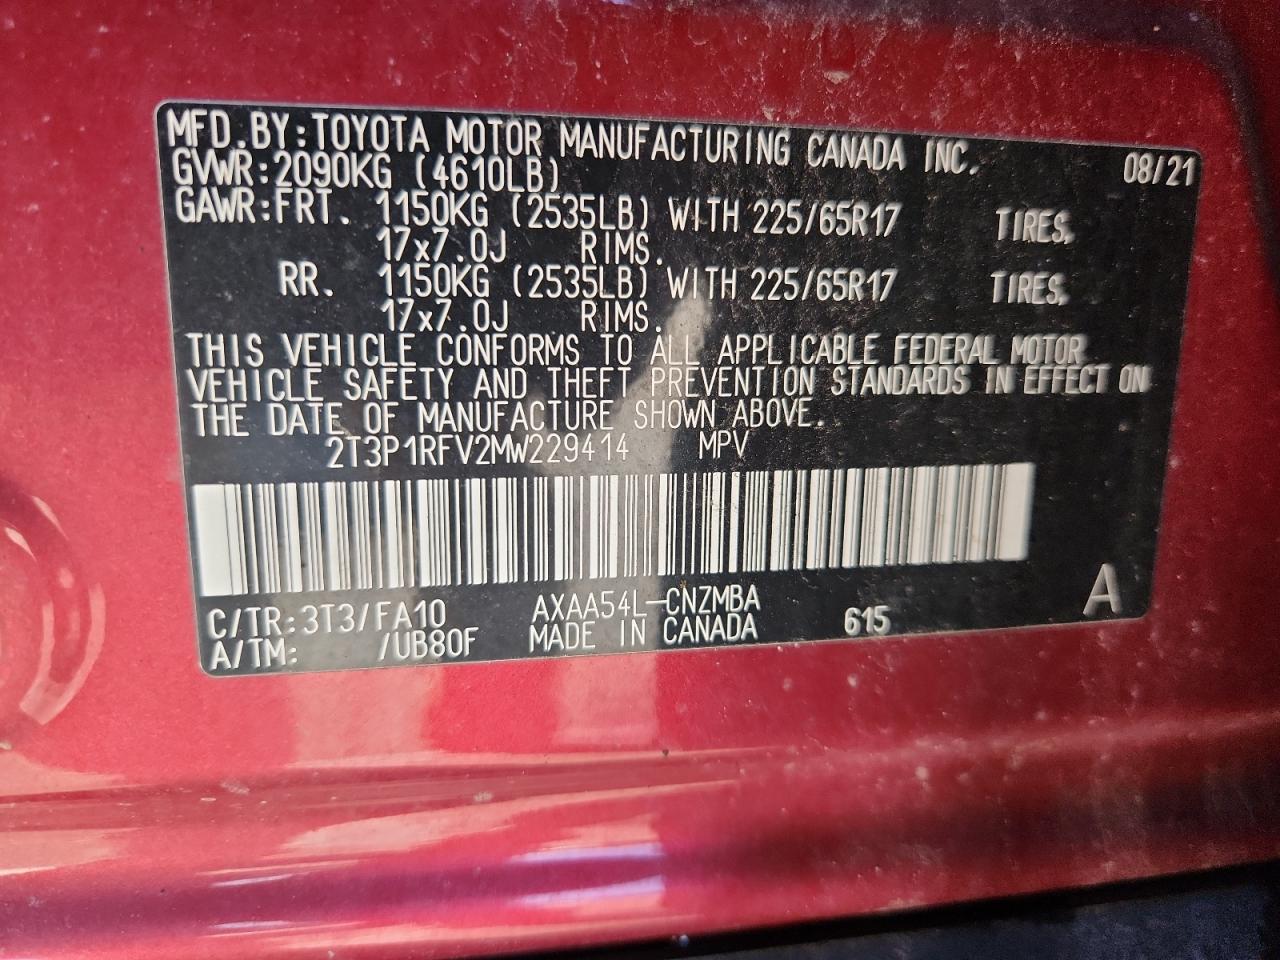 MFD.BY:TOYOTA MOTOR MANUFACTURING CANADA INC. 08/21
GVWR:2090KG (4610LB)
GAWR:FRT. 1150KG (2535LB) WITH 225/65R17 TIRES,
17x7.0J RIMS.
RR. 1150KG (2535LB) WITH 225/65R17 TIRES,
17x7.0J RIMS.
THIS VEHICLE CONFORMS TO ALL APPLICABLE FEDERAL MOTOR
VEHICLE SAFETY AND THEFT PREVENTION STANDARDS IN EFFECT ON
THE DATE OF MANUFACTURE SHOWN ABOVE.
2T3P1RFV2MW229414 MPV
C/TR:3T3/FA10 AXAA54L-CNZMBA 615 A
A/TM: /UB80F MADE IN CANADA